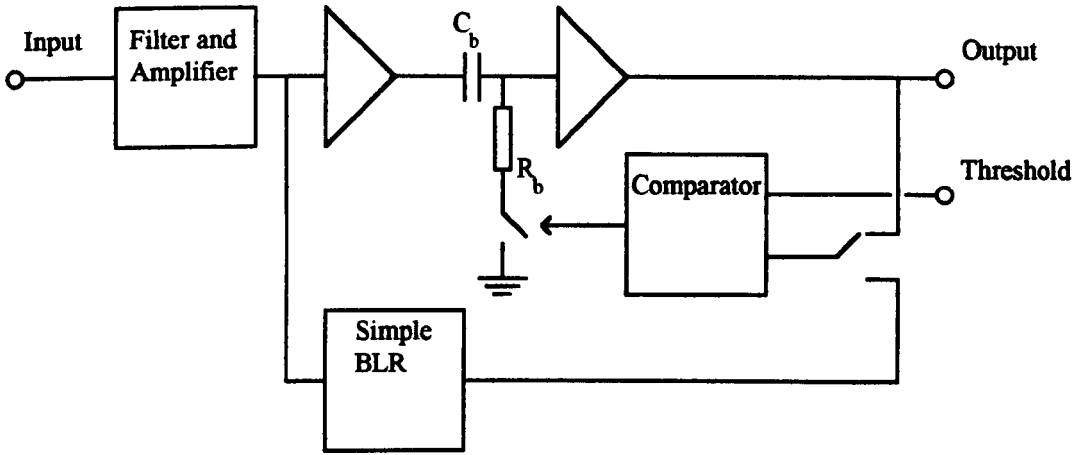 Input
Filter and
Amplifier
C_b
Output
R_b
Comparator
Threshold
Simple
BLR